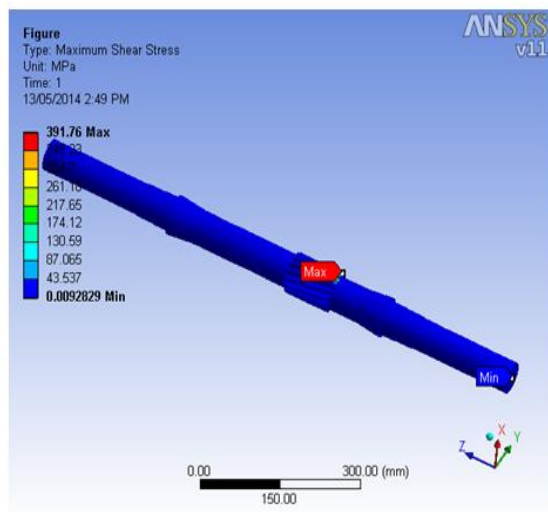 Figure
Type: Maximum Shear Stress
Unit: MPa
Time: 1
13/05/2014 2:49 PM
ANSYS
v11
391.76 Max
217.65
174.12
130.59
87.065
43.537
0.0092829 Min
Max
Min
X
Y
Z
0.00
300.00 (mm)
150.00